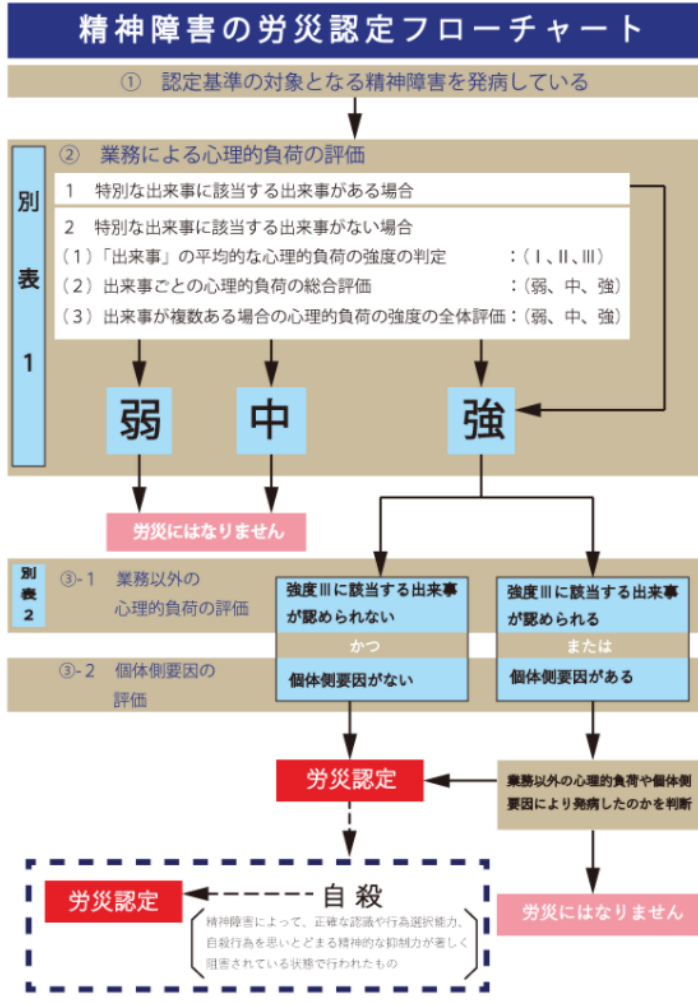 精神障害の労災認定フローチャート
① 認定基準の対象となる精神障害を発病している
別表1
② 業務による心理的負荷の評価
1 特別な出来事に該当する出来事がある場合
2 特別な出来事に該当する出来事がない場合
(1)「出来事」の平均的な心理的負荷の強度の判定 :(Ⅰ、Ⅱ、Ⅲ)
(2)出来事ごとの心理的負荷の総合評価 :(弱、中、強)
(3)出来事が複数ある場合の心理的負荷の強度の全体評価:(弱、中、強)
弱
中
強
労災にはなりません
別表2
③-1 業務以外の
心理的負荷の評価
強度Ⅲに該当する出来事
が認められない
かつ
個体側要因がない
強度Ⅲに該当する出来事
が認められる
または
個体側要因がある
③-2 個体側要因の
評価
労災認定
業務以外の心理的負荷や個体側
要因により発病したのかを判断
労災認定
自殺
精神障害によって、正確な認識や行為選択能力、
自殺行為を思いとどまる精神的な抑制力が著しく
阻害されている状態で行われたもの
労災にはなりません